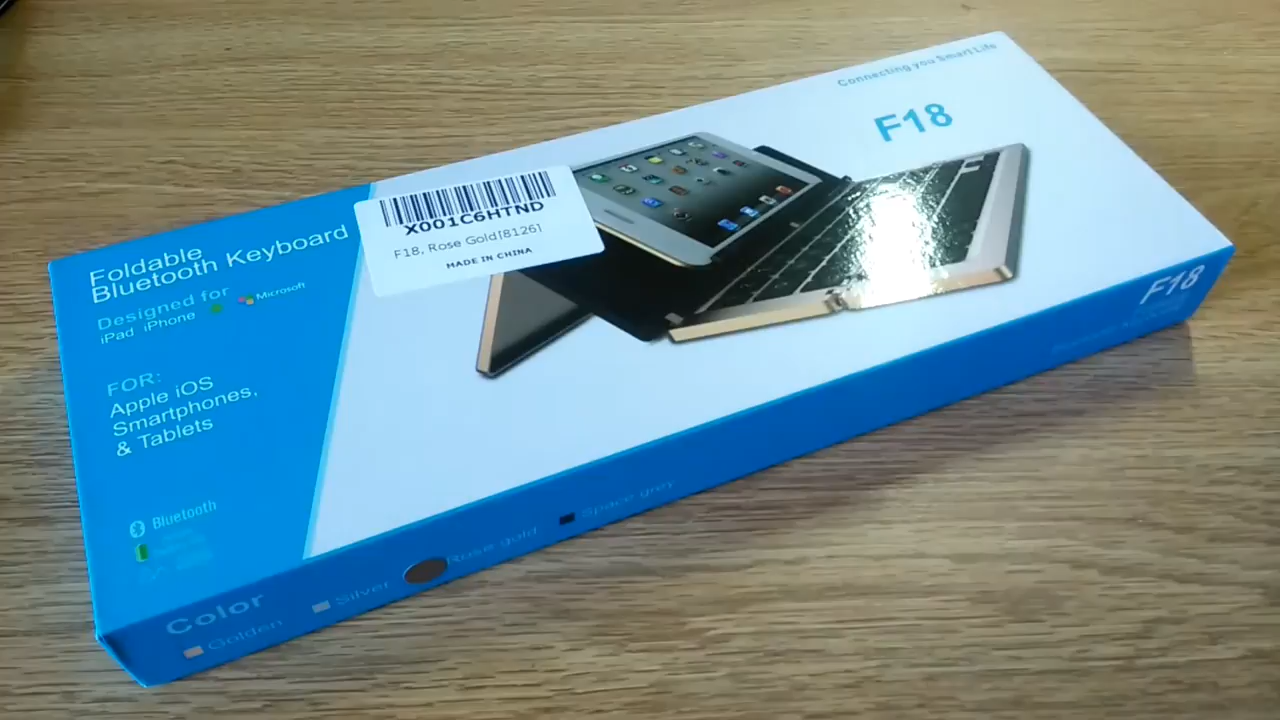 Connecting you Smart Life
F18
X001C6HTND
F18, Rose Gold[8126]
MADE IN CHINA
Foldable
Bluetooth Keyboard
Designed for
iPad iPhone
Microsoft
FOR:
Apple iOS
Smartphones,
& Tablets
Bluetooth
F18
Color
Golden
Silver
Rose gold
Space grey